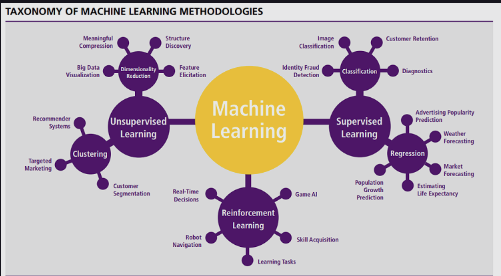 TAXONOMY OF MACHINE LEARNING METHODOLOGIES
Meaningful
Compression
Structure
Discovery
Big Data
Visualization
Dimensionality
Reduction
Feature
Elicitation
Image
Classification
Customer Retention
Identity Fraud
Detection
Classification
Diagnostics
Recommender
Systems
Unsupervised
Learning
Machine
Learning
Supervised
Learning
Advertising Popularity
Prediction
Weather
Forecasting
Clustering
Regression
Targeted
Marketing
Customer
Segmentation
Market
Forecasting
Population
Growth
Prediction
Estimating
Life Expectancy
Real-Time
Decisions
Game AI
Reinforcement
Learning
Robot
Navigation
Skill Acquisition
Learning Tasks